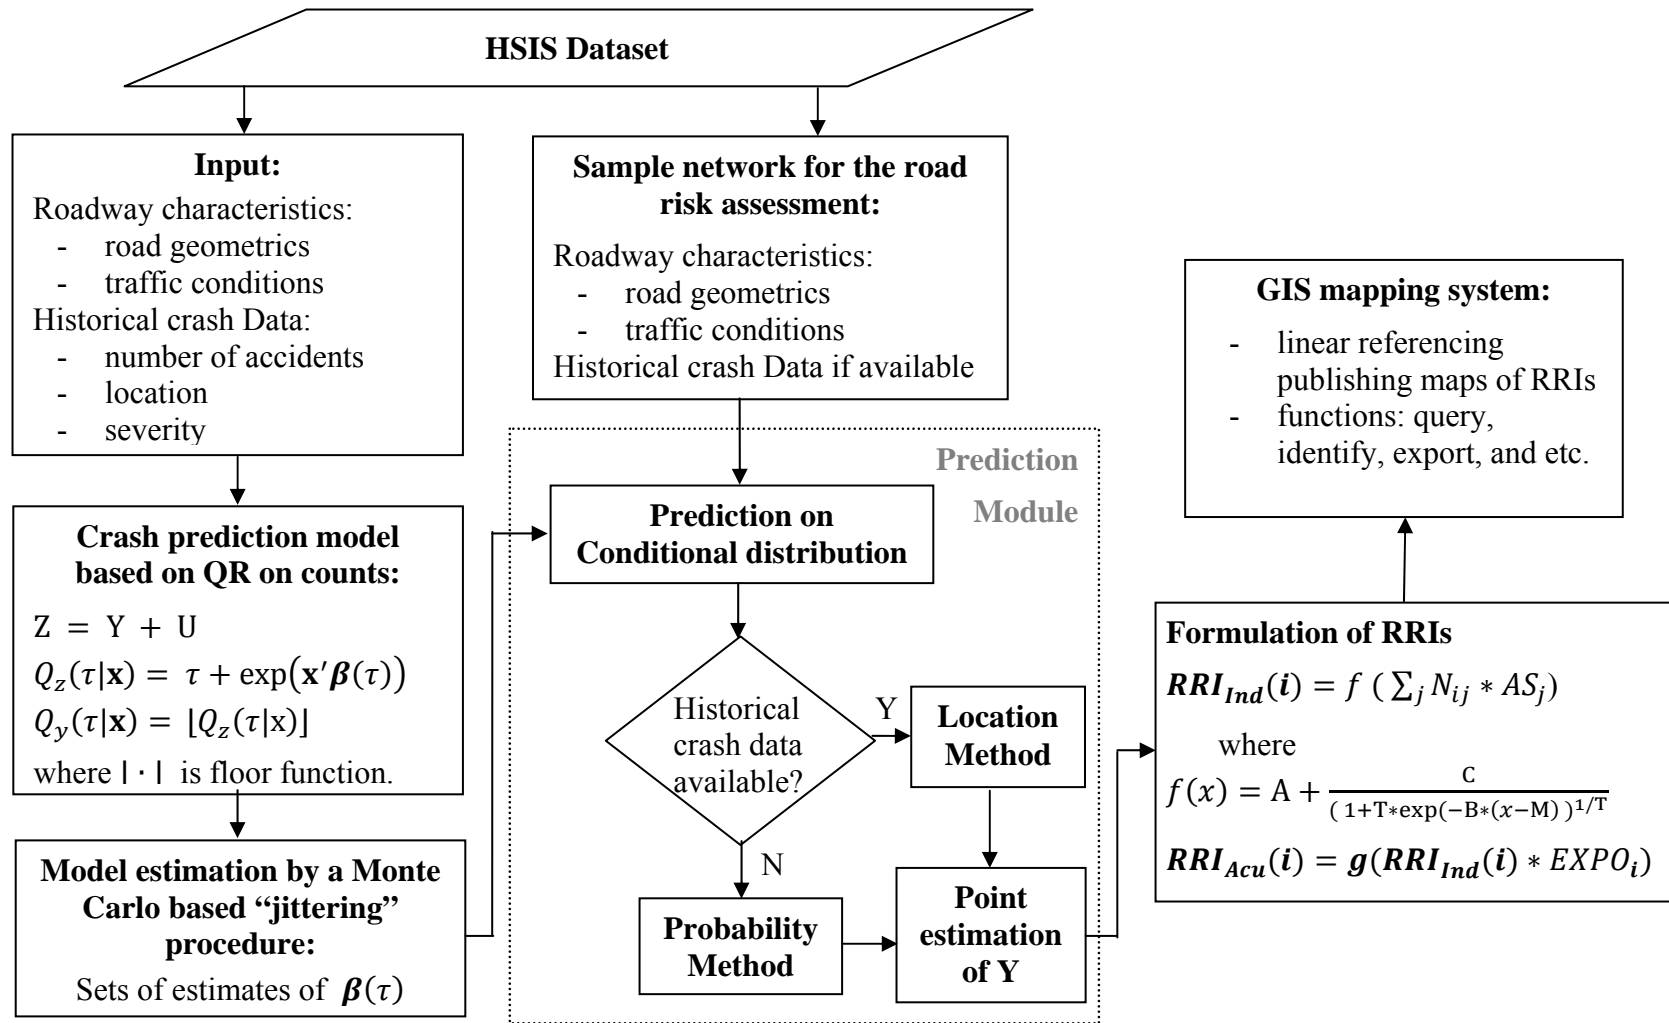 HSIS Dataset
Input:
Roadway characteristics:
- road geometrics
- traffic conditions
Historical crash Data:
- number of accidents
- location
- severity
Sample network for the road
risk assessment:
Roadway characteristics:
- road geometrics
- traffic conditions
Historical crash Data if available
GIS mapping system:
- linear referencing
publishing maps of RRIs
- functions: query,
identify, export, and etc.
Crash prediction model
based on QR on counts:
Z = Y + U
Q_z(τ|x) = τ + exp(x′β(τ))
Q_y(τ|x) = ⌊Q_z(τ|x)⌋
where ⌊ · ⌋ is floor function.
Model estimation by a Monte
Carlo based “jittering”
procedure:
Sets of estimates of β(τ)
Prediction
Module
Prediction on
Conditional distribution
Historical
crash data
available?
Y
N
Location
Method
Probability
Method
Point
estimation
of Y
Formulation of RRIs
RRI_Ind(i) = f ( ∑_j N_ij * AS_j)
where
f(x) = A + C / ( 1+T*exp(−B*(x−M) )^1/T
RRI_Acu(i) = g(RRI_Ind(i) * EXPO_i)